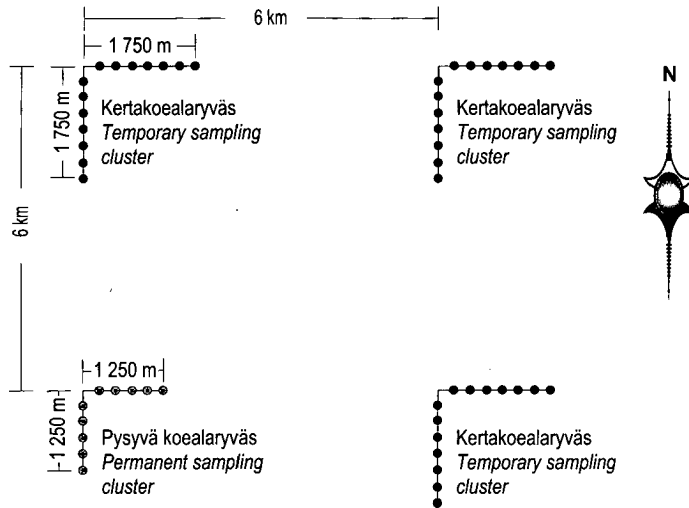 6 km
1 750 m
N
1 750 m
Kertakoealaryväs
Temporary sampling
cluster
Kertakoealaryväs
Temporary sampling
cluster
6 km
1 250 m
1 250 m
Pysyvä koealaryväs
Permanent sampling
cluster
Kertakoealaryväs
Temporary sampling
cluster